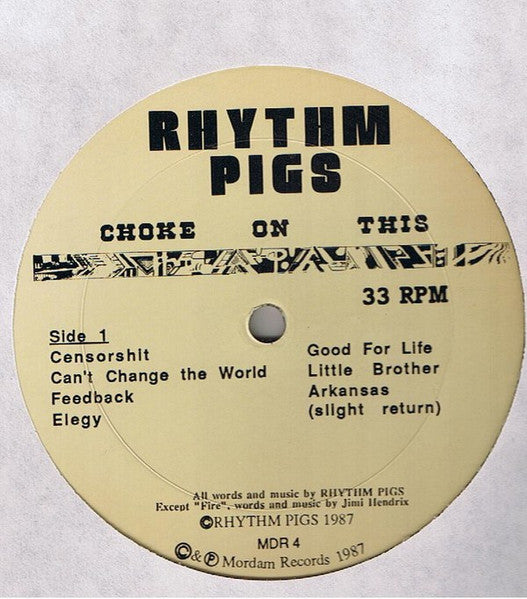 RHYTHM
PIGS
CHOKE ON THIS
33 RPM
Side 1
Censorshit
Can't Change the World
Feedback
Elegy
Good For Life
Little Brother
Arkansas
(slight return)
All words and music by RHYTHM PIGS
Except "Fire", words and music by Jimi Hendrix
©RHYTHM PIGS 1987
MDR 4
©&℗ Mordam Records 1987